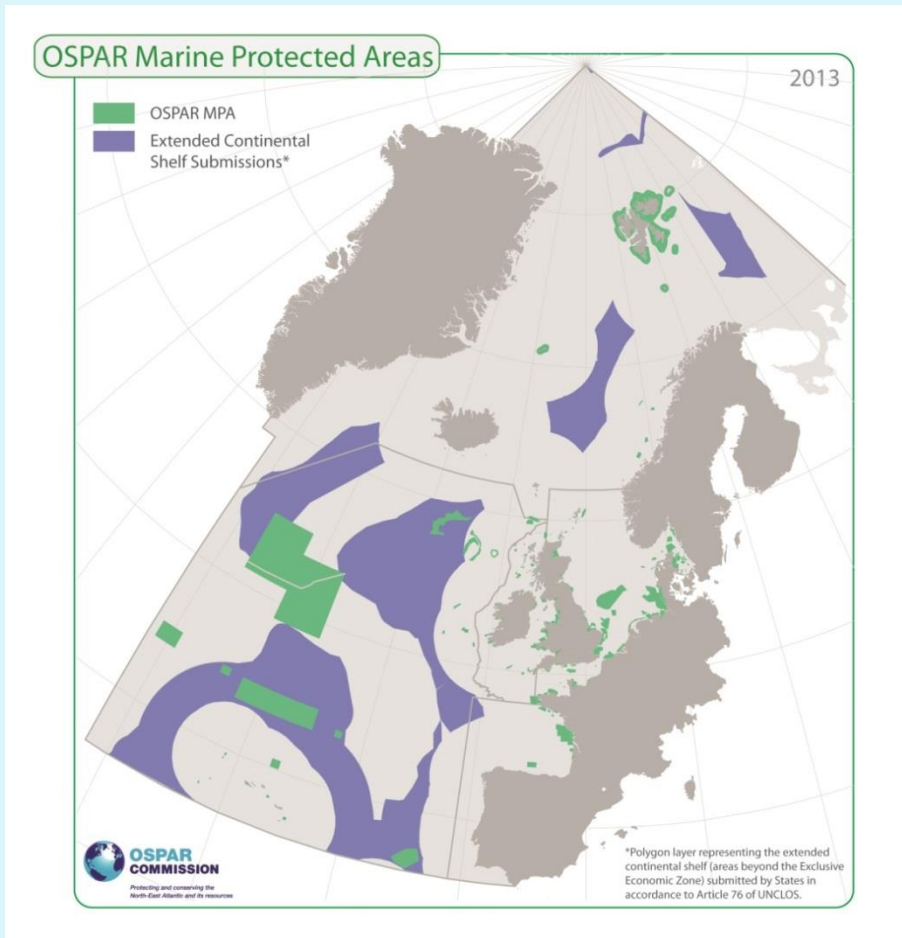 OSPAR Marine Protected Areas
2013
OSPAR MPA
Extended Continental
Shelf Submissions*
OSPAR
COMMISSION
Protecting and conserving the
North-East Atlantic and its resources
*Polygon layer representing the extended
continental shelf (areas beyond the Exclusive
Economic Zone) submitted by States in
accordance to Article 76 of UNCLOS.